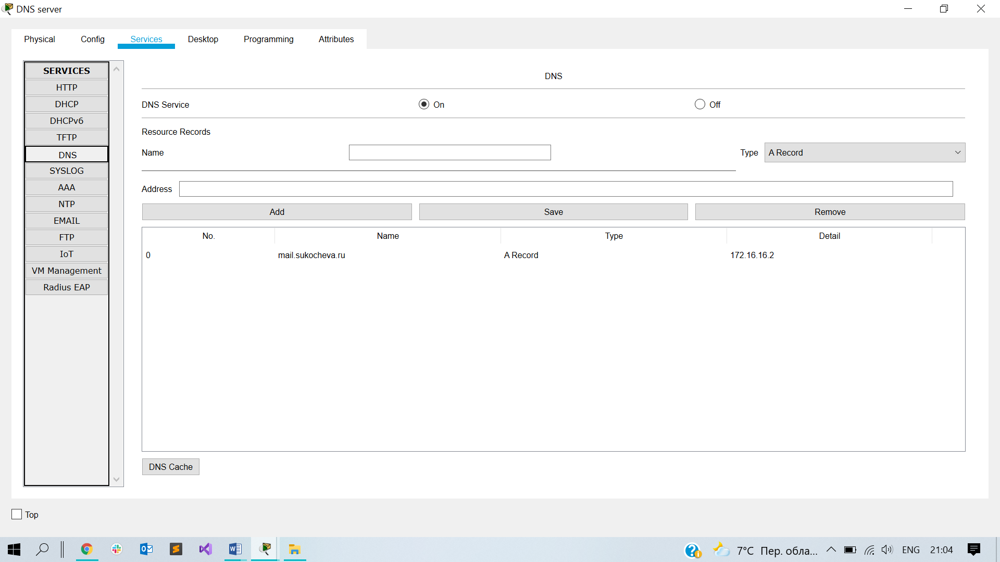 DNS server
Physical Config Services Desktop Programming Attributes
SERVICES
HTTP
DHCP
DHCPv6
TFTP
DNS
SYSLOG
AAA
NTP
EMAIL
FTP
IoT
VM Management
Radius EAP
DNS
DNS Service On Off
Resource Records
Name Type A Record
Address
Add Save Remove
No. Name Type Detail
0 mail.sukocheva.ru A Record 172.16.16.2
DNS Cache
Top
7°C Пер. обла... ENG 21:04